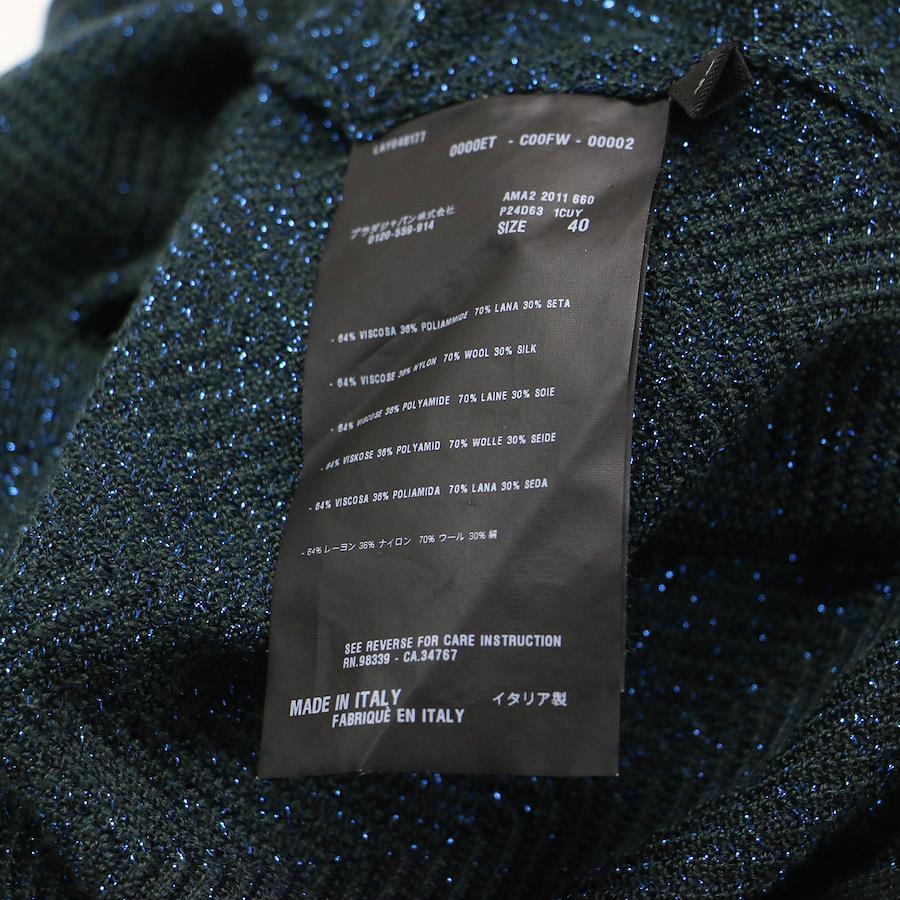 0000ET - C00FW - 00002
AMA2 2011 660
プラダジャパン株式会社
P24D63 1CUY
0120-559-914
SIZE 40
- 64% VISCOSA 36% POLIAMMIDE 70% LANA 30% SETA
- 64% VISCOSE 36% NYLON 70% WOOL 30% SILK
- 64% VISCOSE 36% POLYAMIDE 70% LAINE 30% SOIE
- 64% VISKOSE 36% POLYAMID 70% WOLLE 30% SEIDE
- 64% VISCOSA 36% POLIAMIDA 70% LANA 30% SEDA
- 64% レーヨン 36% ナイロン 70% ウール 30% 絹
SEE REVERSE FOR CARE INSTRUCTION
RN.98339 - CA.34767
MADE IN ITALY イタリア製
FABRIQUÈ EN ITALY